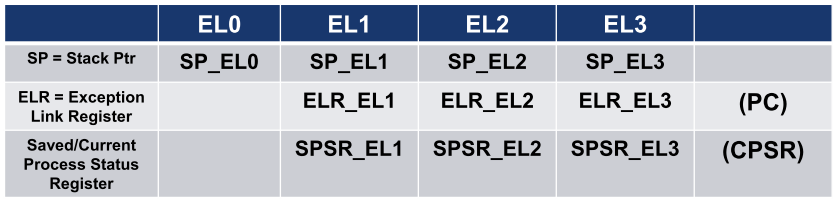 EL0 EL1 EL2 EL3
SP = Stack Ptr SP_EL0 SP_EL1 SP_EL2 SP_EL3
ELR = Exception
Link Register ELR_EL1 ELR_EL2 ELR_EL3 (PC)
Saved/Current
Process Status
Register SPSR_EL1 SPSR_EL2 SPSR_EL3 (CPSR)